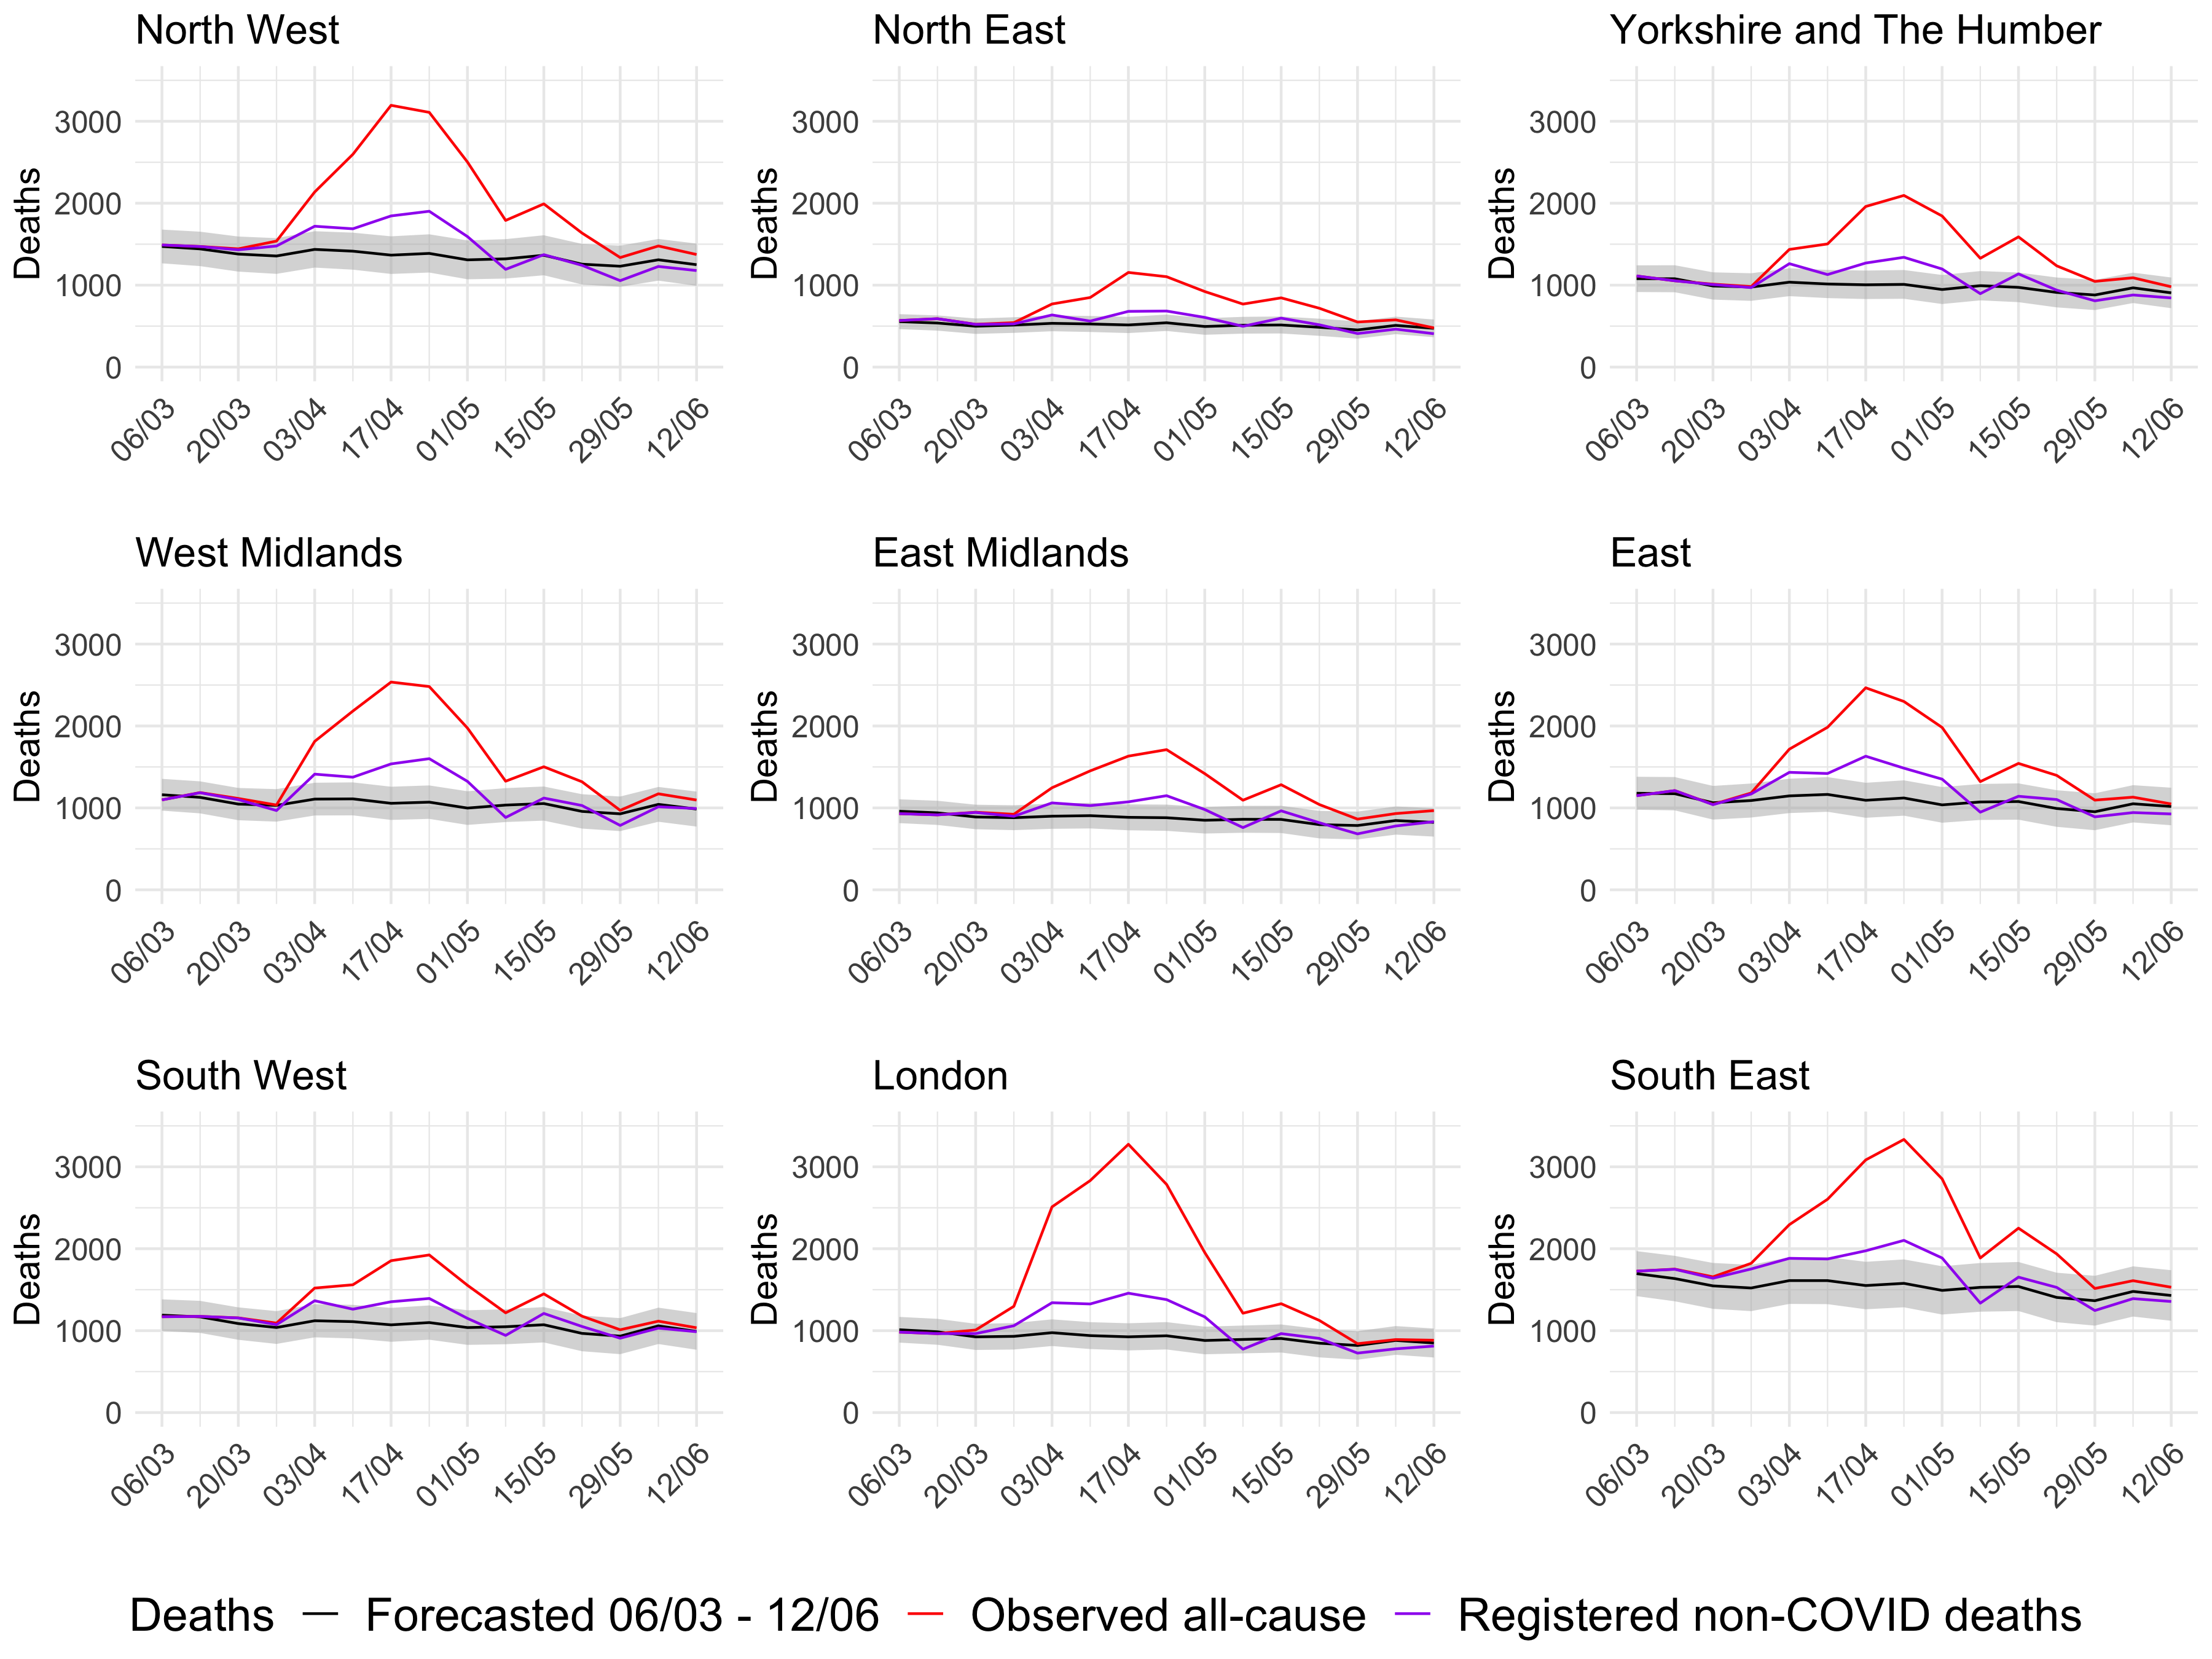 North West
North East
Yorkshire and The Humber
Deaths
3000
2000
1000
0
06/03 20/03 03/04 17/04 01/05 15/05 29/05 12/06
Deaths
3000
2000
1000
0
06/03 20/03 03/04 17/04 01/05 15/05 29/05 12/06
Deaths
3000
2000
1000
0
06/03 20/03 03/04 17/04 01/05 15/05 29/05 12/06
West Midlands
East Midlands
East
Deaths
3000
2000
1000
0
06/03 20/03 03/04 17/04 01/05 15/05 29/05 12/06
Deaths
3000
2000
1000
0
06/03 20/03 03/04 17/04 01/05 15/05 29/05 12/06
Deaths
3000
2000
1000
0
06/03 20/03 03/04 17/04 01/05 15/05 29/05 12/06
South West
London
South East
Deaths
3000
2000
1000
0
06/03 20/03 03/04 17/04 01/05 15/05 29/05 12/06
Deaths
3000
2000
1000
0
06/03 20/03 03/04 17/04 01/05 15/05 29/05 12/06
Deaths
3000
2000
1000
0
06/03 20/03 03/04 17/04 01/05 15/05 29/05 12/06
Deaths Forecasted 06/03 - 12/06 Observed all-cause Registered non-COVID deaths